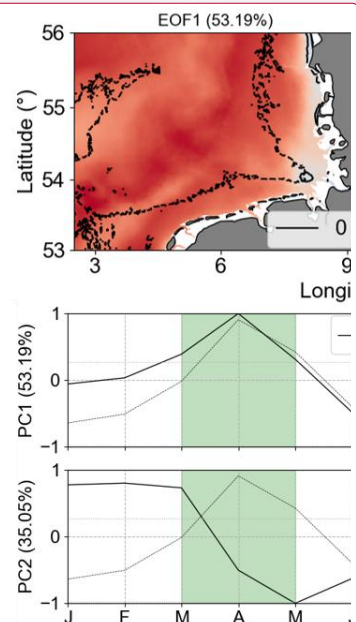 EOF1 (53.19%)
56
55
54
53
Latitude (°)
0
3
6
9
Longi
1
0
−1
PC1 (53.19%)
1
0
−1
PC2 (35.05%)
J
F
M
A
M